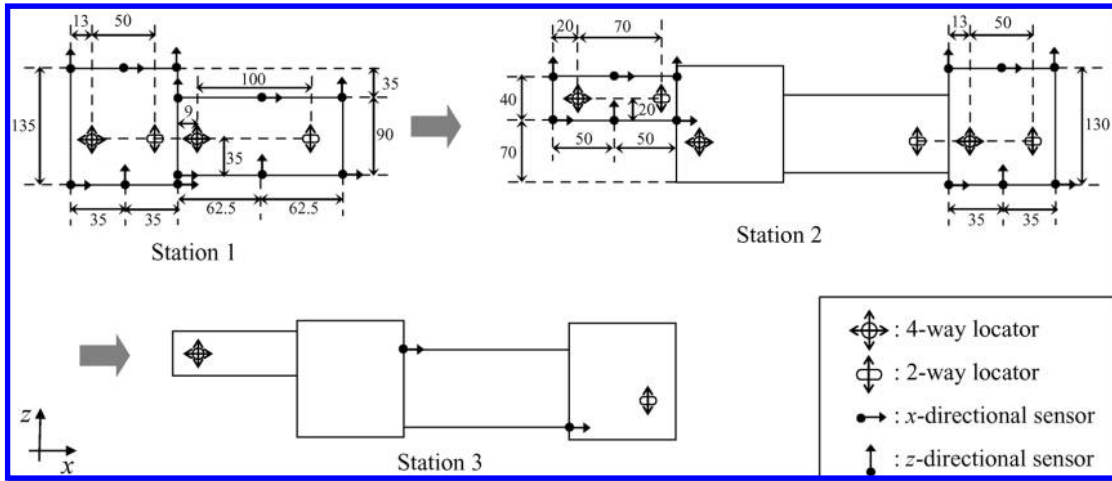 13 50
100
35
135
9
35
90
35 35
62.5 62.5
Station 1
20 70
40
20
70
50 50
13 50
130
35 35
Station 2
z
x
Station 3
: 4-way locator
: 2-way locator
: x-directional sensor
: z-directional sensor